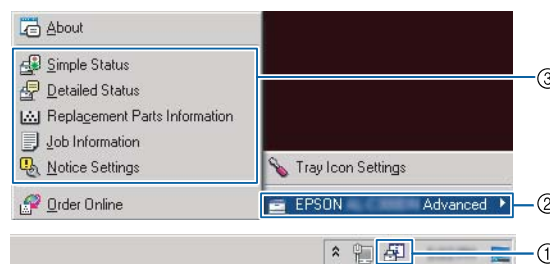 About
Simple Status
Detailed Status
Replacement Parts Information
Job Information
Notice Settings
Order Online
Tray Icon Settings
EPSON Advanced
③
②
①